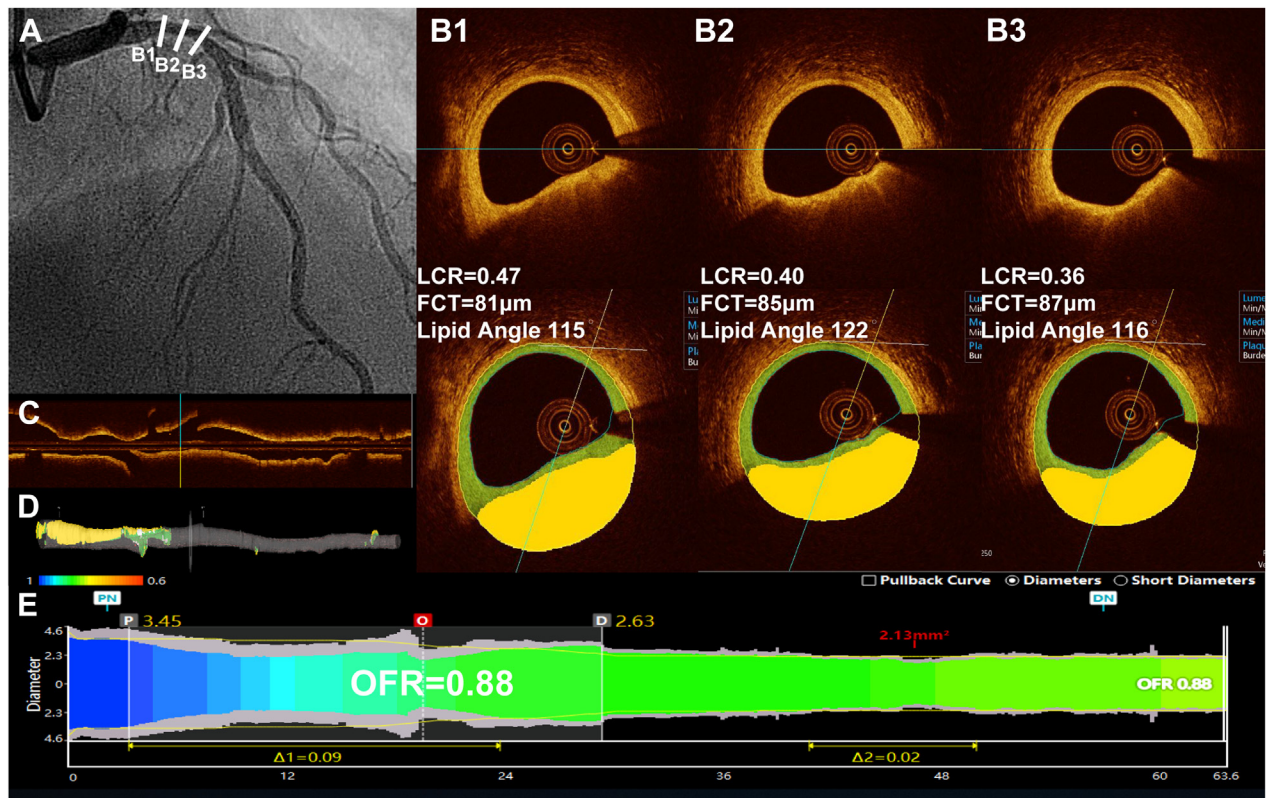 A
B1
B2
B3
B1
B2
B3
LCR=0.47
FCT=81μm
Lipid Angle 115
LCR=0.40
FCT=85μm
Lipid Angle 122
LCR=0.36
FCT=87μm
Lipid Angle 116
C
D
1
0.6
Pullback Curve
Diameters
Short Diameters
E
PN
DN
P
3.45
O
D
2.63
4.6
2.3
0
2.3
4.6
Diameter
2.13mm²
OFR=0.88
OFR 0.88
Δ1=0.09
Δ2=0.02
0
12
24
36
48
60
63.6